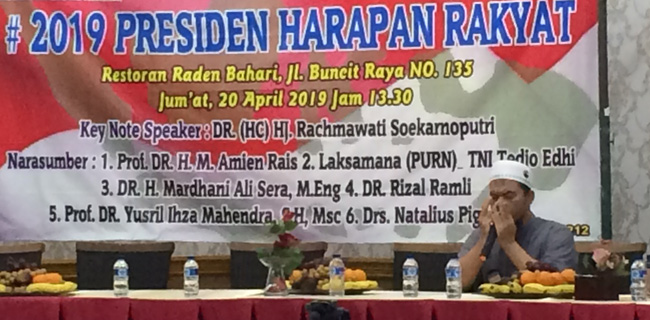 # 2019 PRESIDEN HARAPAN RAKYAT
Restoran Raden Bahari, Jl. Buncit Raya NO. 135
Jum'at, 20 April 2019 Jam 13.30
Key Note Speaker : DR. (HC) HJ. Rachmawati Soekarnoputri
Narasumber : 1. Prof. DR. H. M. Amien Rais 2. Laksamana (PURN)_ TNI Tedjo Edhi
3. DR. H. Mardhani Ali Sera, M.Eng 4. DR. Rizal Ramli
5. Prof. DR. Yusril Ihza Mahendra, SH, Msc 6. Drs. Natalius Pig
212